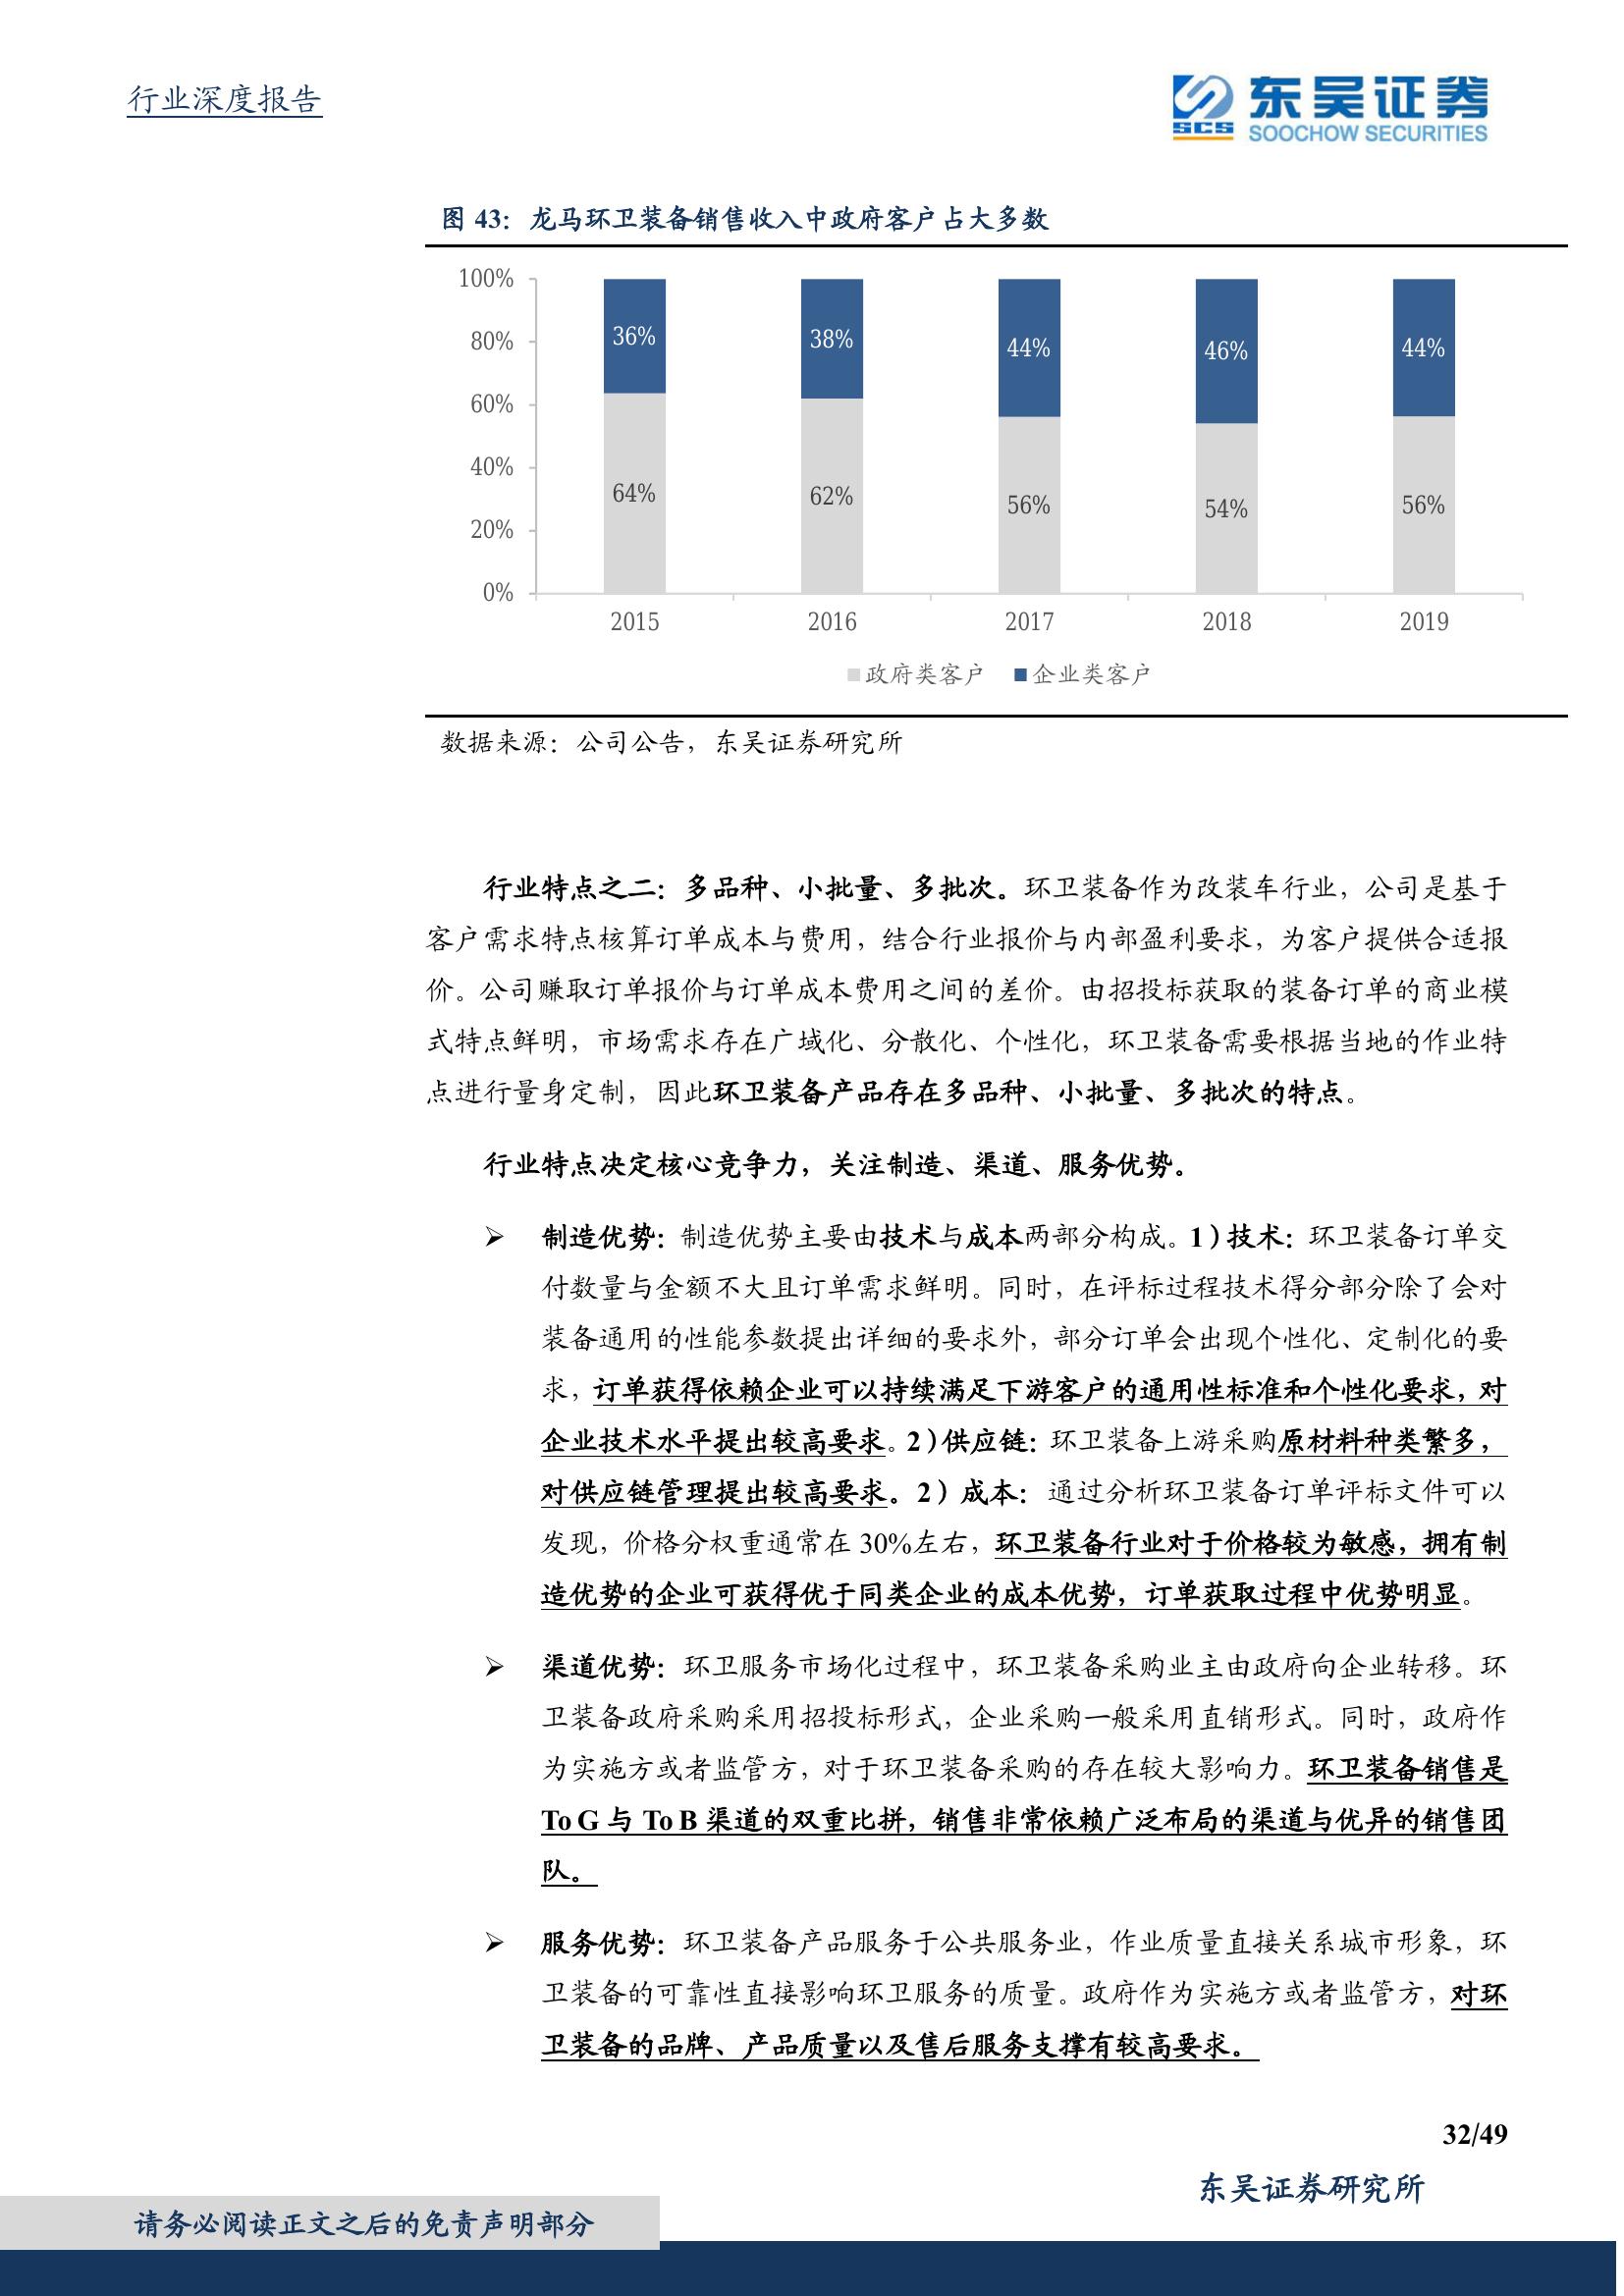 行业深度报告
SCS
东吴证券
SOOCHOW SECURITIES
图 43：龙马环卫装备销售收入中政府客户占大多数
100%
80%
60%
40%
20%
0%
36%
38%
44%
46%
44%
64%
62%
56%
54%
56%
2015
2016
2017
2018
2019
政府类客户
企业类客户
数据来源：公司公告，东吴证券研究所
行业特点之二：多品种、小批量、多批次。环卫装备作为改装车行业，公司是基于
客户需求特点核算订单成本与费用，结合行业报价与内部盈利要求，为客户提供合适报
价。公司赚取订单报价与订单成本费用之间的差价。由招投标获取的装备订单的商业模
式特点鲜明，市场需求存在广域化、分散化、个性化，环卫装备需要根据当地的作业特
点进行量身定制，因此环卫装备产品存在多品种、小批量、多批次的特点。
行业特点决定核心竞争力，关注制造、渠道、服务优势。
➢ 制造优势：制造优势主要由技术与成本两部分构成。1）技术：环卫装备订单交
付数量与金额不大且订单需求鲜明。同时，在评标过程技术得分部分除了会对
装备通用的性能参数提出详细的要求外，部分订单会出现个性化、定制化的要
求，订单获得依赖企业可以持续满足下游客户的通用性标准和个性化要求，对
企业技术水平提出较高要求。2）供应链：环卫装备上游采购原材料种类繁多，
对供应链管理提出较高要求。2）成本：通过分析环卫装备订单评标文件可以
发现，价格分权重通常在 30%左右，环卫装备行业对于价格较为敏感，拥有制
造优势的企业可获得优于同类企业的成本优势，订单获取过程中优势明显。
➢ 渠道优势：环卫服务市场化过程中，环卫装备采购业主由政府向企业转移。环
卫装备政府采购采用招投标形式，企业采购一般采用直销形式。同时，政府作
为实施方或者监管方，对于环卫装备采购的存在较大影响力。环卫装备销售是
To G 与 To B 渠道的双重比拼，销售非常依赖广泛布局的渠道与优异的销售团
队。
➢ 服务优势：环卫装备产品服务于公共服务业，作业质量直接关系城市形象，环
卫装备的可靠性直接影响环卫服务的质量。政府作为实施方或者监管方，对环
卫装备的品牌、产品质量以及售后服务支撑有较高要求。
32/49
东吴证券研究所
请务必阅读正文之后的免责声明部分